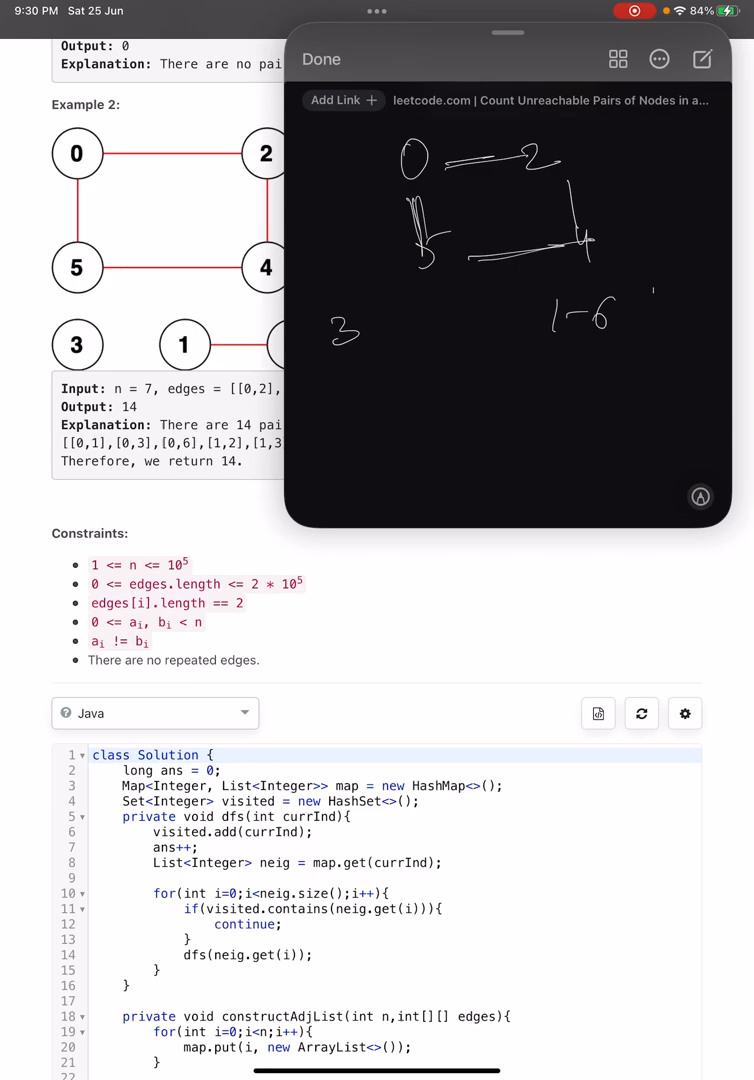 9:30 PM Sat 25 Jun
84%
Output: 0
Explanation: There are no pai
Example 2:
0
2
5
4
3
1
Input: n = 7, edges = [[0,2],
Output: 14
Explanation: There are 14 pai
[[0,1],[0,3],[0,6],[1,2],[1,3
Therefore, we return 14.
Done
Add Link +
leetcode.com | Count Unreachable Pairs of Nodes in a...
0 — 2
5 — 4
3
1-6
Constraints:
1 <= n <= 10⁵
0 <= edges.length <= 2 * 10⁵
edges[i].length == 2
0 <= aᵢ, bᵢ < n
aᵢ != bᵢ
There are no repeated edges.
Java
1 class Solution {
2 long ans = 0;
3 Map<Integer, List<Integer>> map = new HashMap<>();
4 Set<Integer> visited = new HashSet<>();
5 private void dfs(int currInd){
6 visited.add(currInd);
7 ans++;
8 List<Integer> neig = map.get(currInd);
9
10 for(int i=0;i<neig.size();i++){
11 if(visited.contains(neig.get(i))){
12 continue;
13 }
14 dfs(neig.get(i));
15 }
16 }
17
18 private void constructAdjList(int n,int[][] edges){
19 for(int i=0;i<n;i++){
20 map.put(i, new ArrayList<>());
21 }
22